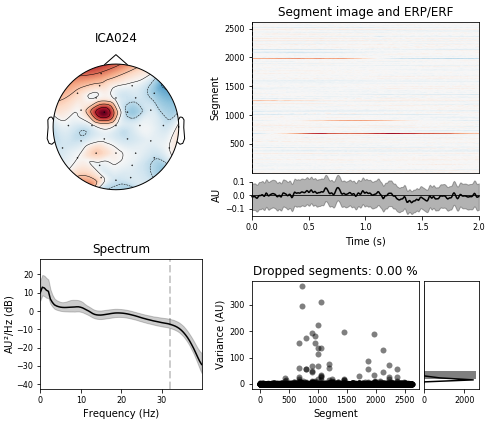 ICA024
Segment image and ERP/ERF
2500
2000
1500
1000
500
Segment
0.1
0.0
−0.1
AU
0.0 0.5 1.0 1.5 2.0
Time (s)
Spectrum
20
10
0
−10
−20
−30
−40
AU²/Hz (dB)
0 10 20 30
Frequency (Hz)
Dropped segments: 0.00 %
300
200
100
0
Variance (AU)
0 500 1000 1500 2000 2500
Segment
0 2000